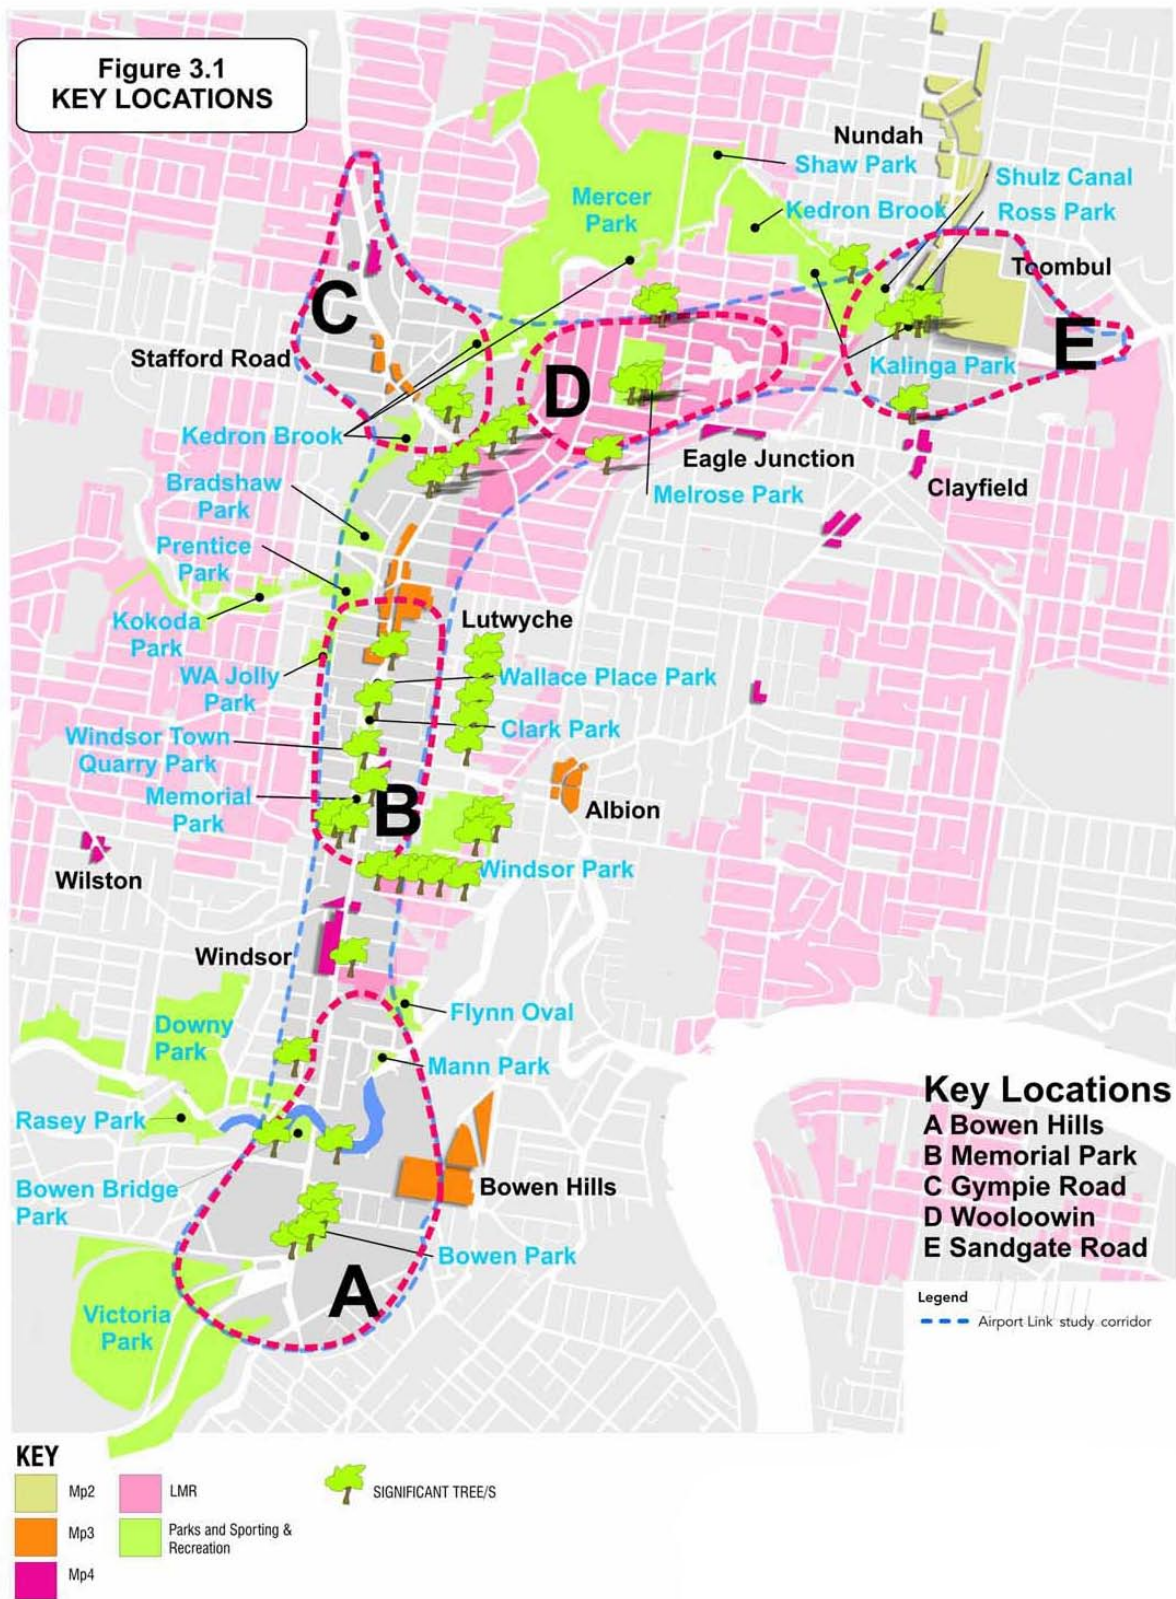 Figure 3.1
KEY LOCATIONS
Nundah
Shaw Park
Shulz Canal
Mercer
Park
Kedron Brook
Ross Park
Toombul
C
Stafford Road
E
Kalinga Park
D
Kedron Brook
Eagle Junction
Bradshaw
Park
Melrose Park
Clayfield
Prentice
Park
Kokoda
Park
Lutwyche
WA Jolly
Park
Wallace Place Park
Clark Park
Windsor Town
Quarry Park
Memorial
Park
B
Albion
Wilston
Windsor Park
Windsor
Flynn Oval
Downy
Park
Mann Park
Rasey Park
Bowen Bridge
Park
Bowen Hills
Bowen Park
A
Victoria
Park
Key Locations
A Bowen Hills
B Memorial Park
C Gympie Road
D Wooloowin
E Sandgate Road
Legend
Airport Link study corridor
KEY
Mp2
LMR
SIGNIFICANT TREE/S
Mp3
Parks and Sporting &
Recreation
Mp4